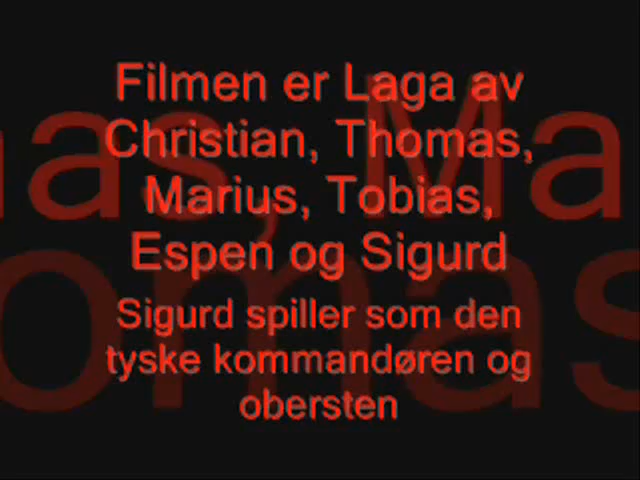 Filmen er Laga av
Christian, Thomas,
Marius, Tobias,
Espen og Sigurd
Sigurd spiller som den
tyske kommandøren og
obersten